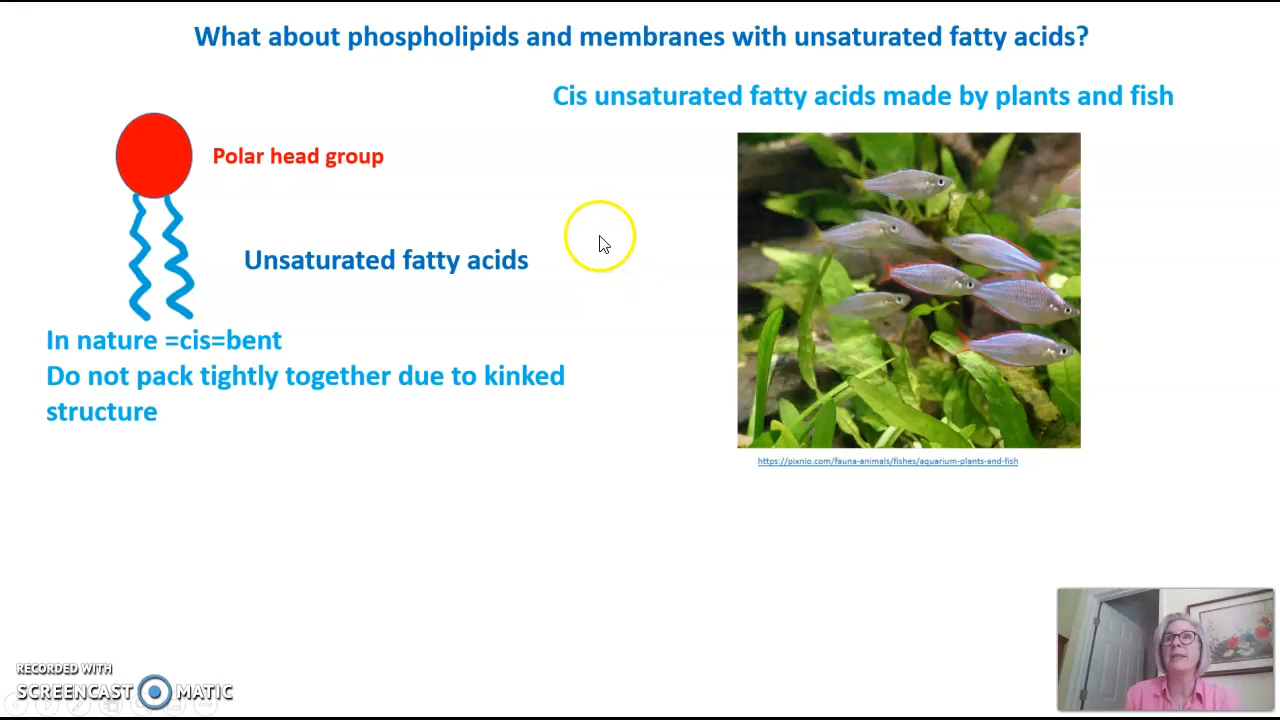 What about phospholipids and membranes with unsaturated fatty acids?
Cis unsaturated fatty acids made by plants and fish
Polar head group
Unsaturated fatty acids
In nature =cis=bent
Do not pack tightly together due to kinked
structure
https://pixnio.com/fauna-animals/fishes/aquarium-plants-and-fish
RECORDED WITH
SCREENCAST MATIC